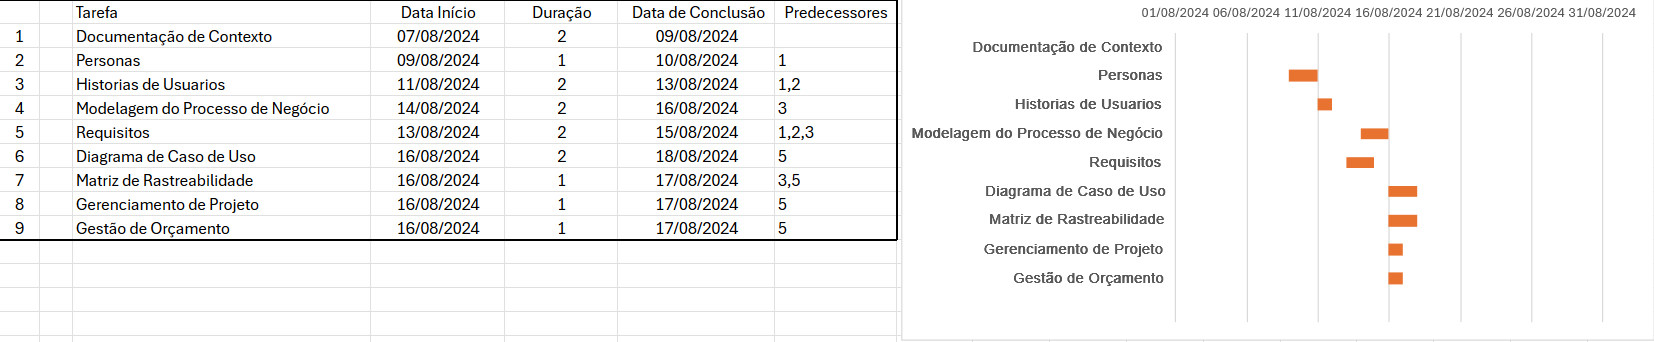 Tarefa Data Início Duração Data de Conclusão Predecessores
1 Documentação de Contexto 07/08/2024 2 09/08/2024
2 Personas 09/08/2024 1 10/08/2024 1
3 Historias de Usuarios 11/08/2024 2 13/08/2024 1,2
4 Modelagem do Processo de Negócio 14/08/2024 2 16/08/2024 3
5 Requisitos 13/08/2024 2 15/08/2024 1,2,3
6 Diagrama de Caso de Uso 16/08/2024 2 18/08/2024 5
7 Matriz de Rastreabilidade 16/08/2024 1 17/08/2024 3,5
8 Gerenciamento de Projeto 16/08/2024 1 17/08/2024 5
9 Gestão de Orçamento 16/08/2024 1 17/08/2024 5
01/08/2024 06/08/2024 11/08/2024 16/08/2024 21/08/2024 26/08/2024 31/08/2024
Documentação de Contexto
Personas
Historias de Usuarios
Modelagem do Processo de Negócio
Requisitos
Diagrama de Caso de Uso
Matriz de Rastreabilidade
Gerenciamento de Projeto
Gestão de Orçamento